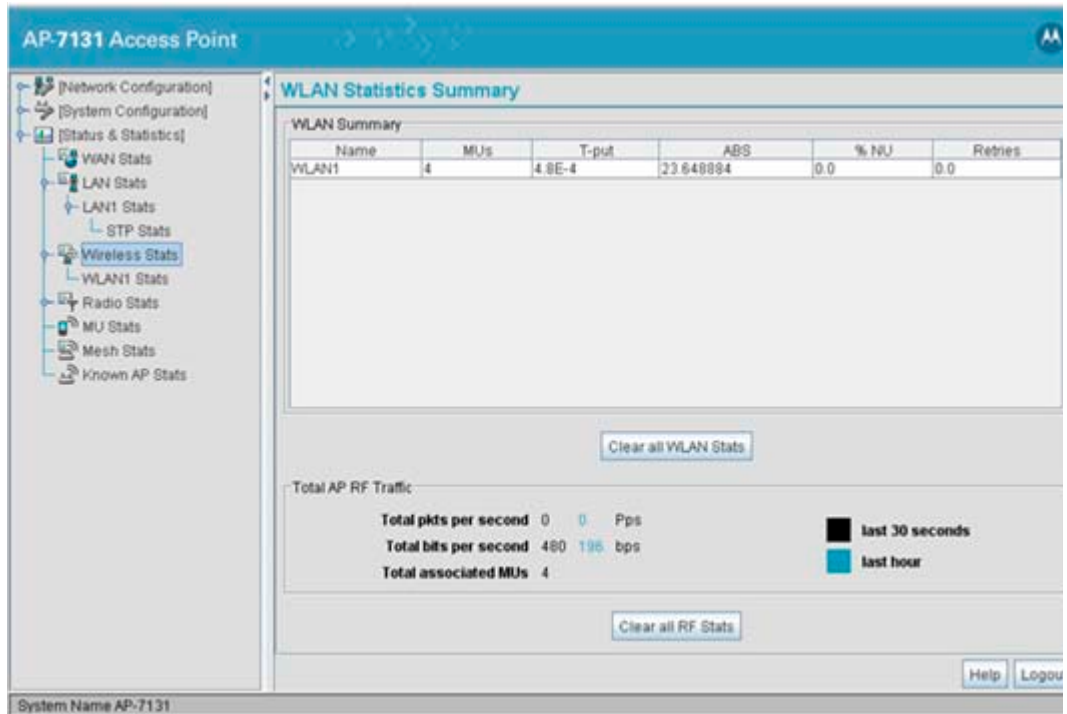 AP-7131 Access Point
[Network Configuration]
[System Configuration]
[Status & Statistics]
WAN Stats
LAN Stats
LAN1 Stats
STP Stats
Wireless Stats
WLAN1 Stats
Radio Stats
MU Stats
Mesh Stats
Known AP Stats
WLAN Statistics Summary
WLAN Summary
Name MUs T-put ABS % NU Retries
WLAN1 4 4.8E-4 23.648884 0.0 0.0
Clear all WLAN Stats
Total AP RF Traffic
Total pkts per second 0 0 Pps
Total bits per second 480 196 bps
Total associated MUs 4
last 30 seconds
last hour
Clear all RF Stats
Help Logou
System Name AP-7131